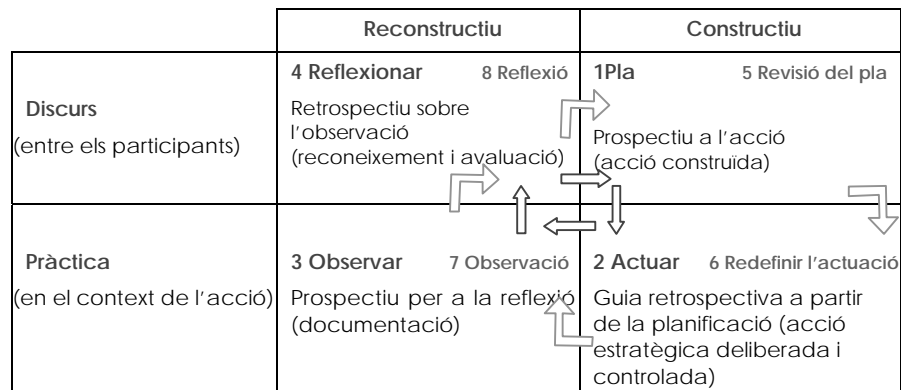 Reconstructiu
Constructiu
Discurs
(entre els participants)
4 Reflexionar 8 Reflexió
Retrospectiu sobre
l'observació
(reconeixement i avaluació)
1Pla 5 Revisió del pla
Prospectiu a l'acció
(acció construïda)
Pràctica
(en el context de l'acció)
3 Observar 7 Observació
Prospectiu per a la reflexió
(documentació)
2 Actuar 6 Redefinir l'actuació
Guia retrospectiva a partir
de la planificació (acció
estratègica deliberada i
controlada)